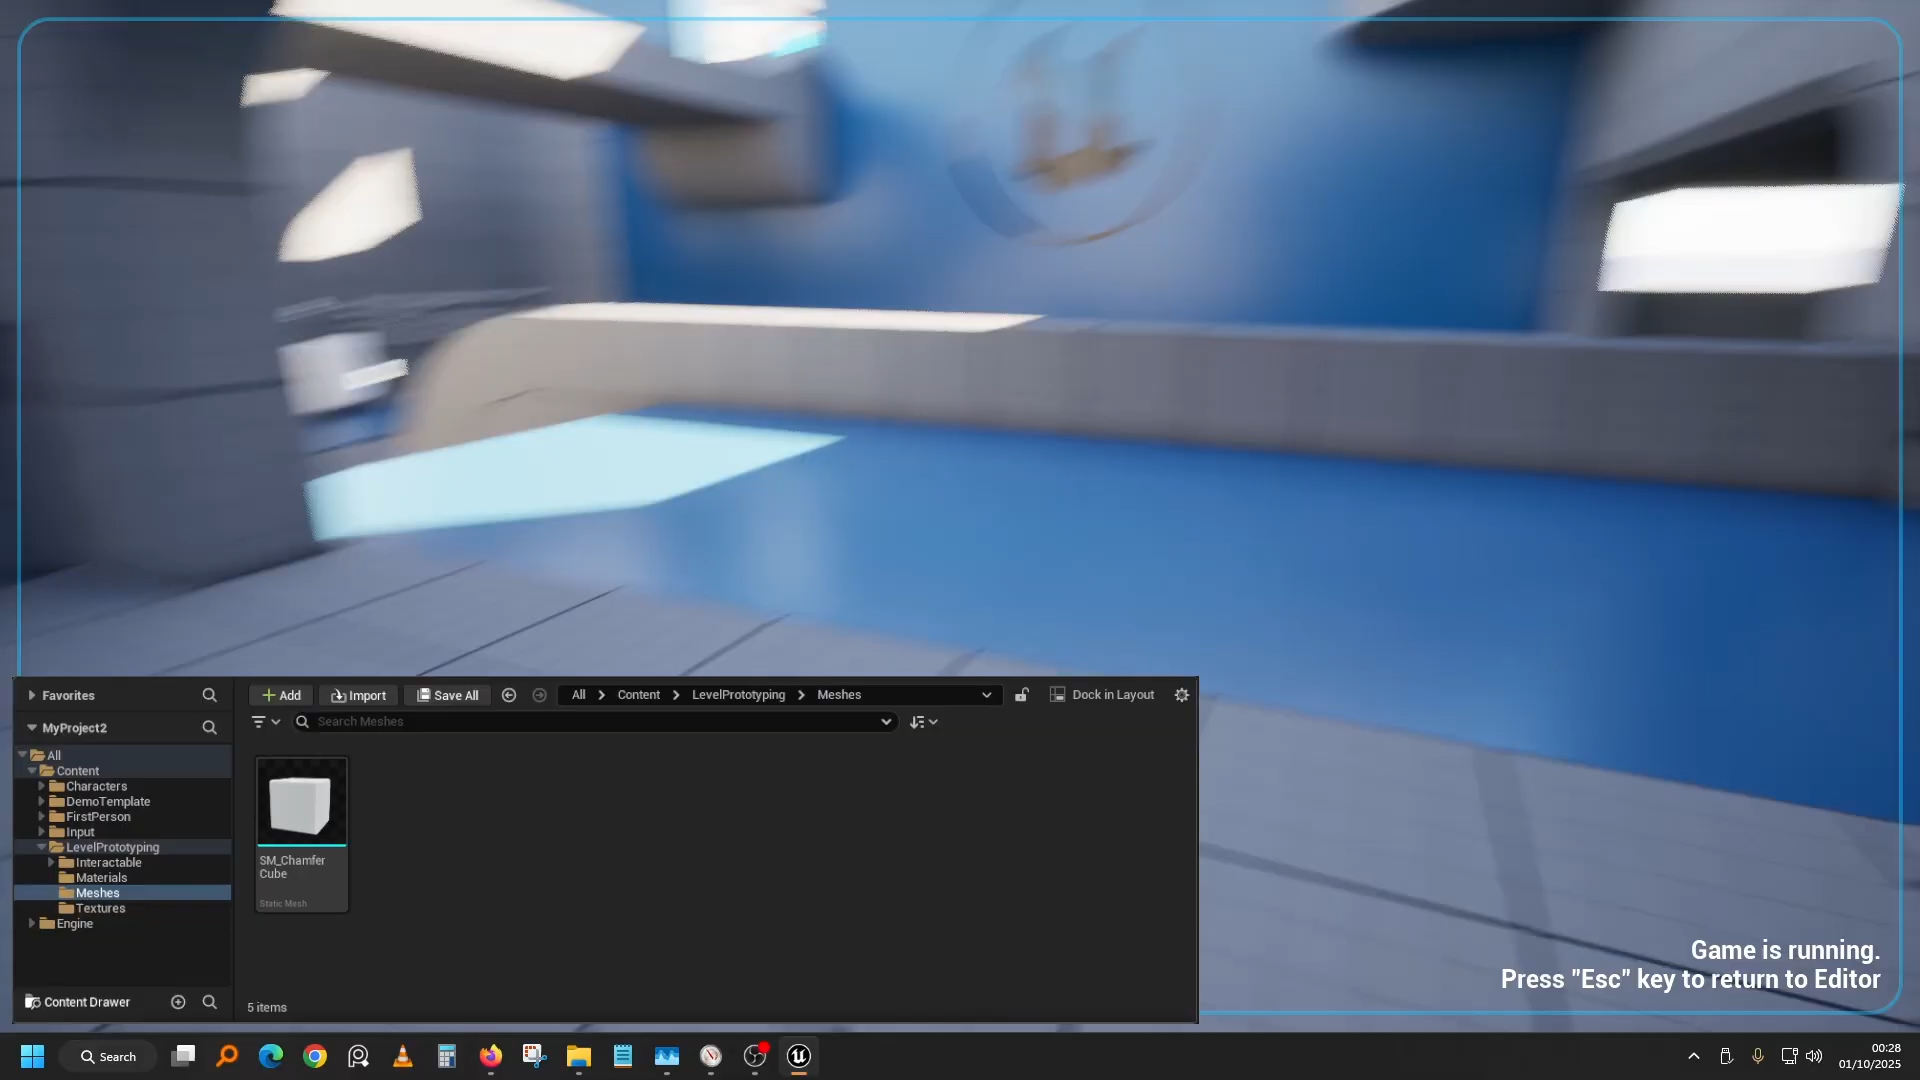 Favorites
+ Add
Import
Save All
All > Content > LevelPrototyping > Meshes
Dock in Layout
MyProject2
Search Meshes
All
Content
Characters
DemoTemplate
FirstPerson
Input
LevelPrototyping
Interactable
Materials
Meshes
Textures
Engine
SM_Chamfer
Cube
Static Mesh
Content Drawer
5 items
Game is running.
Press "Esc" key to return to Editor
Search
00:28
01/10/2025